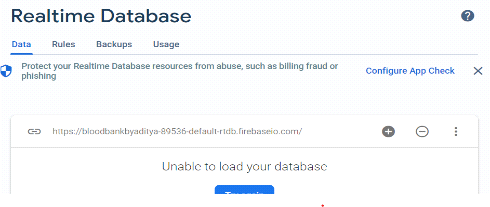 Realtime Database
Data Rules Backups Usage
Protect your Realtime Database resources from abuse, such as billing fraud or
phishing
Configure App Check
https://bloodbankbyaditya-89536-default-rtdb.firebaseio.com/
Unable to load your database